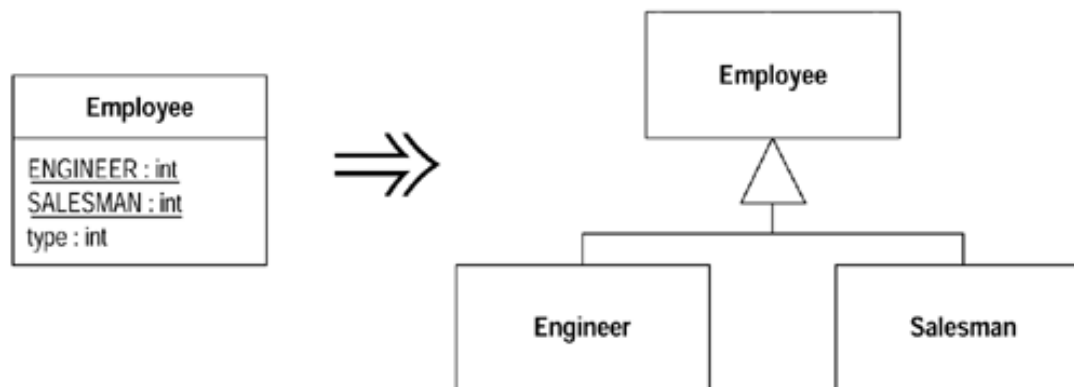 Employee
ENGINEER : int
SALESMAN : int
type : int
Employee
Engineer
Salesman